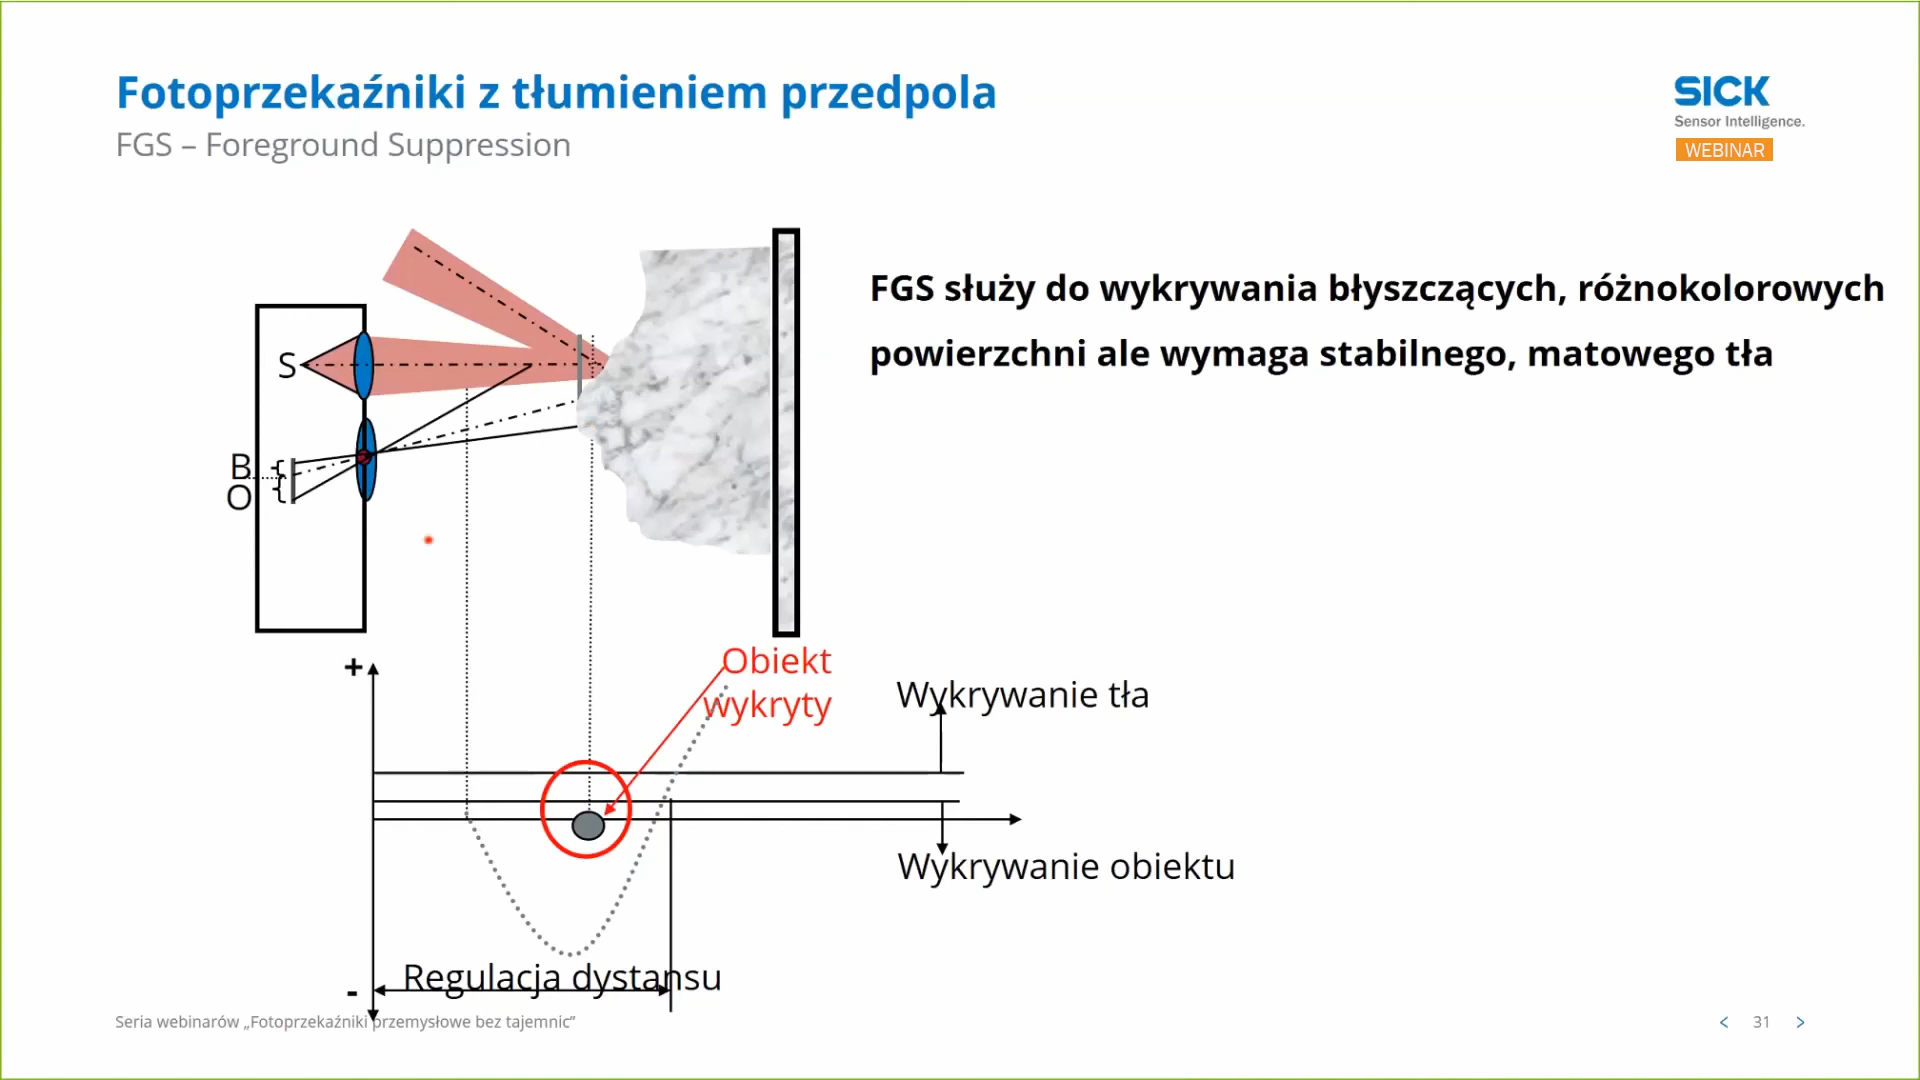 Fotoprzekaźniki z tłumieniem przedpola
FGS – Foreground Suppression
SICK
Sensor Intelligence.
WEBINAR
FGS służy do wykrywania błyszczących, różnokolorowych
powierzchni ale wymaga stabilnego, matowego tła
S
B
O
+
Obiekt
wykryty
Wykrywanie tła
Wykrywanie obiektu
Regulacja dystansu
-
Seria webinarów „Fotoprzekaźniki przemysłowe bez tajemnic”
< 31 >